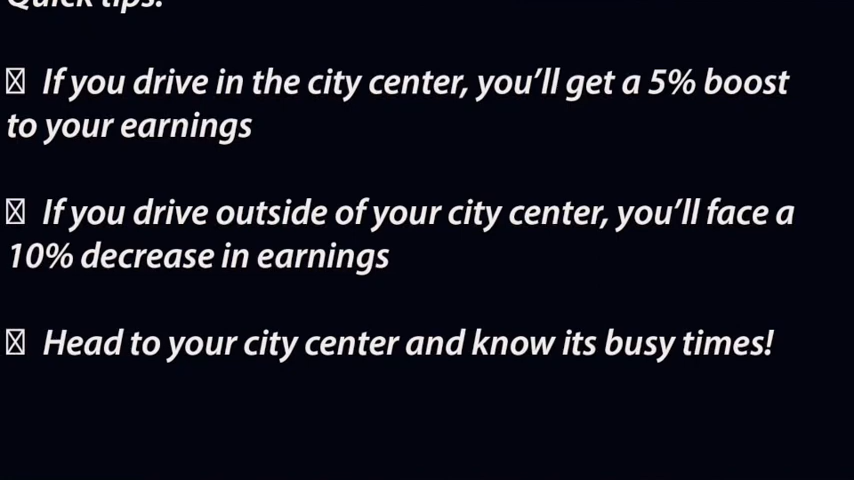 Quick tips:
If you drive in the city center, you'll get a 5% boost
to your earnings
If you drive outside of your city center, you'll face a
10% decrease in earnings
Head to your city center and know its busy times!